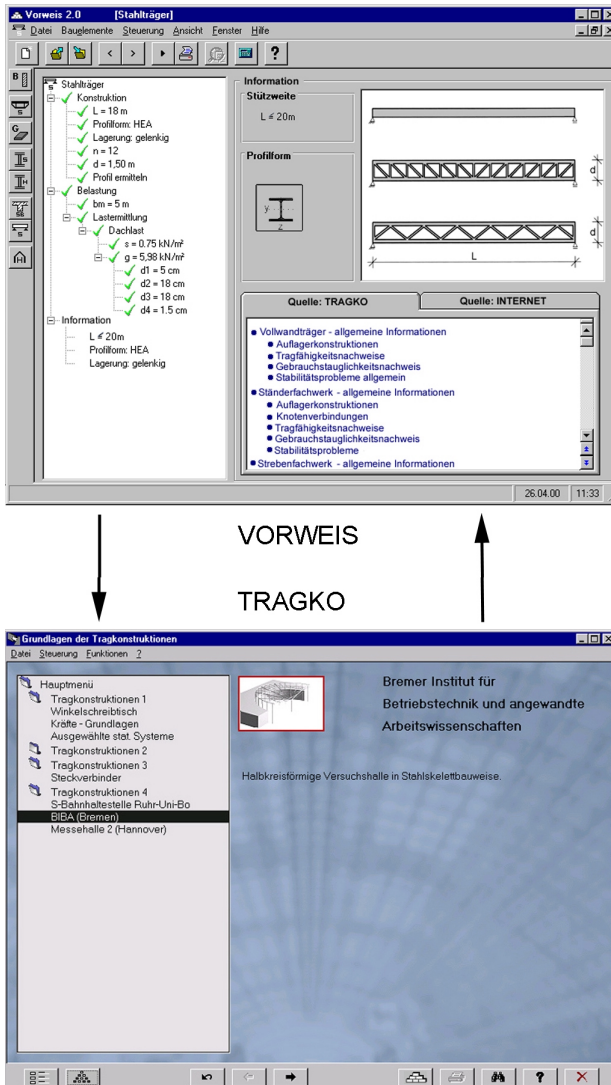 Vorweis 2.0 [Stahlträger]
Datei Bauelemente Steuerung Ansicht Fenster Hilfe
Stahlträger
Konstruktion
L = 18 m
Profilform: HEA
Lagerung: gelenkig
n = 12
d = 1,50 m
Profil ermitteln
Belastung
bm = 5 m
Lastermittlung
Dachlast
s = 0.75 kN/m²
g = 5,98 kN/m²
d1 = 5 cm
d2 = 18 cm
d3 = 18 cm
d4 = 1.5 cm
Information
L ≤ 20m
Profilform: HEA
Lagerung: gelenkig
Information
Stützweite
L ≤ 20m
Profilform
y
z
d
d
L
Quelle: TRAGKO Quelle: INTERNET
Vollwandträger - allgemeine Informationen
Auflagerkonstruktionen
Tragfähigkeitsnachweise
Gebrauchstauglichkeitsnachweis
Stabilitätsprobleme allgemein
Ständerfachwerk - allgemeine Informationen
Auflagerkonstruktionen
Knotenverbindungen
Tragfähigkeitsnachweise
Gebrauchstauglichkeitsnachweis
Stabilitätsprobleme
Strebenfachwerk - allgemeine Informationen
26.04.00 11:33
VORWEIS
TRAGKO
Grundlagen der Tragkonstruktionen
Datei Steuerung Funktionen ?
Hauptmenü
Tragkonstruktionen 1
Winkelschreibtisch
Kräfte - Grundlagen
Ausgewählte stat. Systeme
Tragkonstruktionen 2
Tragkonstruktionen 3
Steckverbinder
Tragkonstruktionen 4
S-Bahnhaltestelle Ruhr-Uni-Bo
BIBA (Bremen)
Messehalle 2 (Hannover)
Bremer Institut für
Betriebstechnik und angewandte
Arbeitswissenschaften
Halbkreisförmige Versuchshalle in Stahlskelettbauweise.